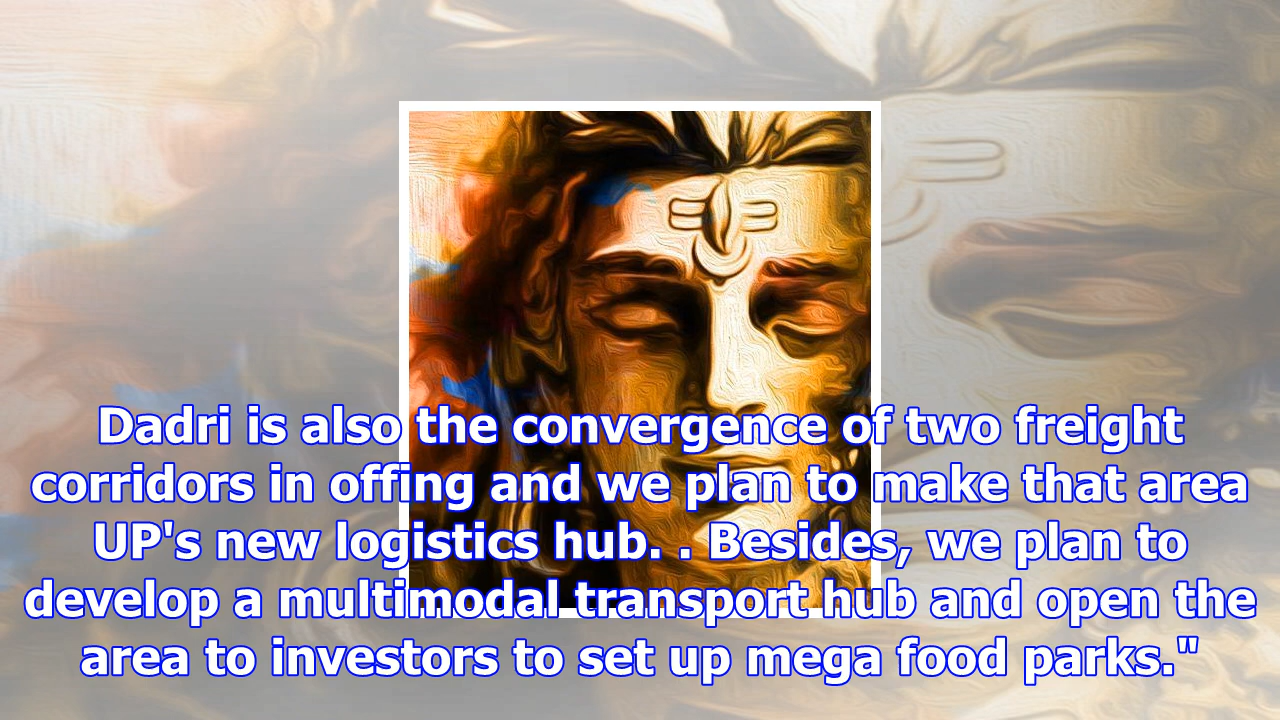 Dadri is also the convergence of two freight
corridors in offing and we plan to make that area
UP's new logistics hub. . Besides, we plan to
develop a multimodal transport hub and open the
area to investors to set up mega food parks."